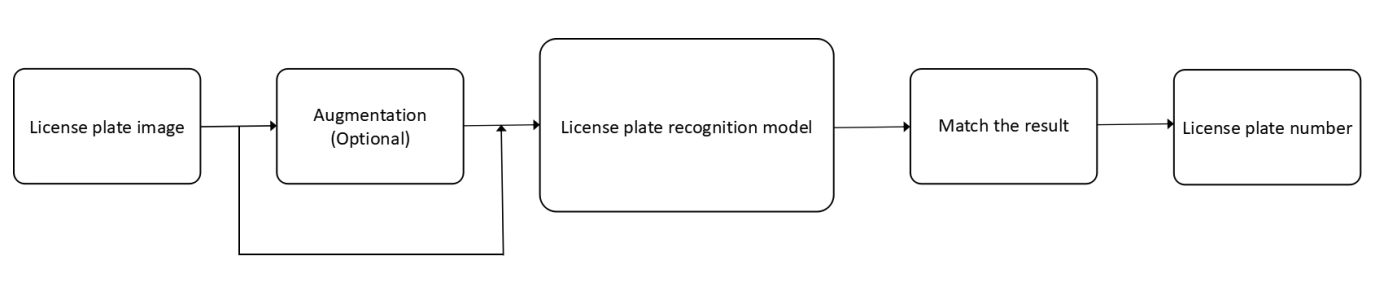 License plate image
Augmentation
(Optional)
License plate recognition model
Match the result
License plate number